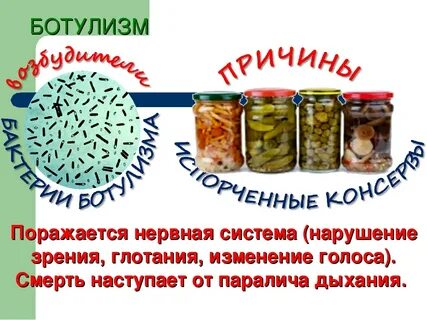 БОТУЛИЗМ
возбудители
БАКТЕРИИ БОТУЛИЗМА
ПРИЧИНЫ
ИСПОРЧЕННЫЕ КОНСЕРВЫ
Поражается нервная система (нарушение
зрения, глотания, изменение голоса).
Смерть наступает от паралича дыхания.